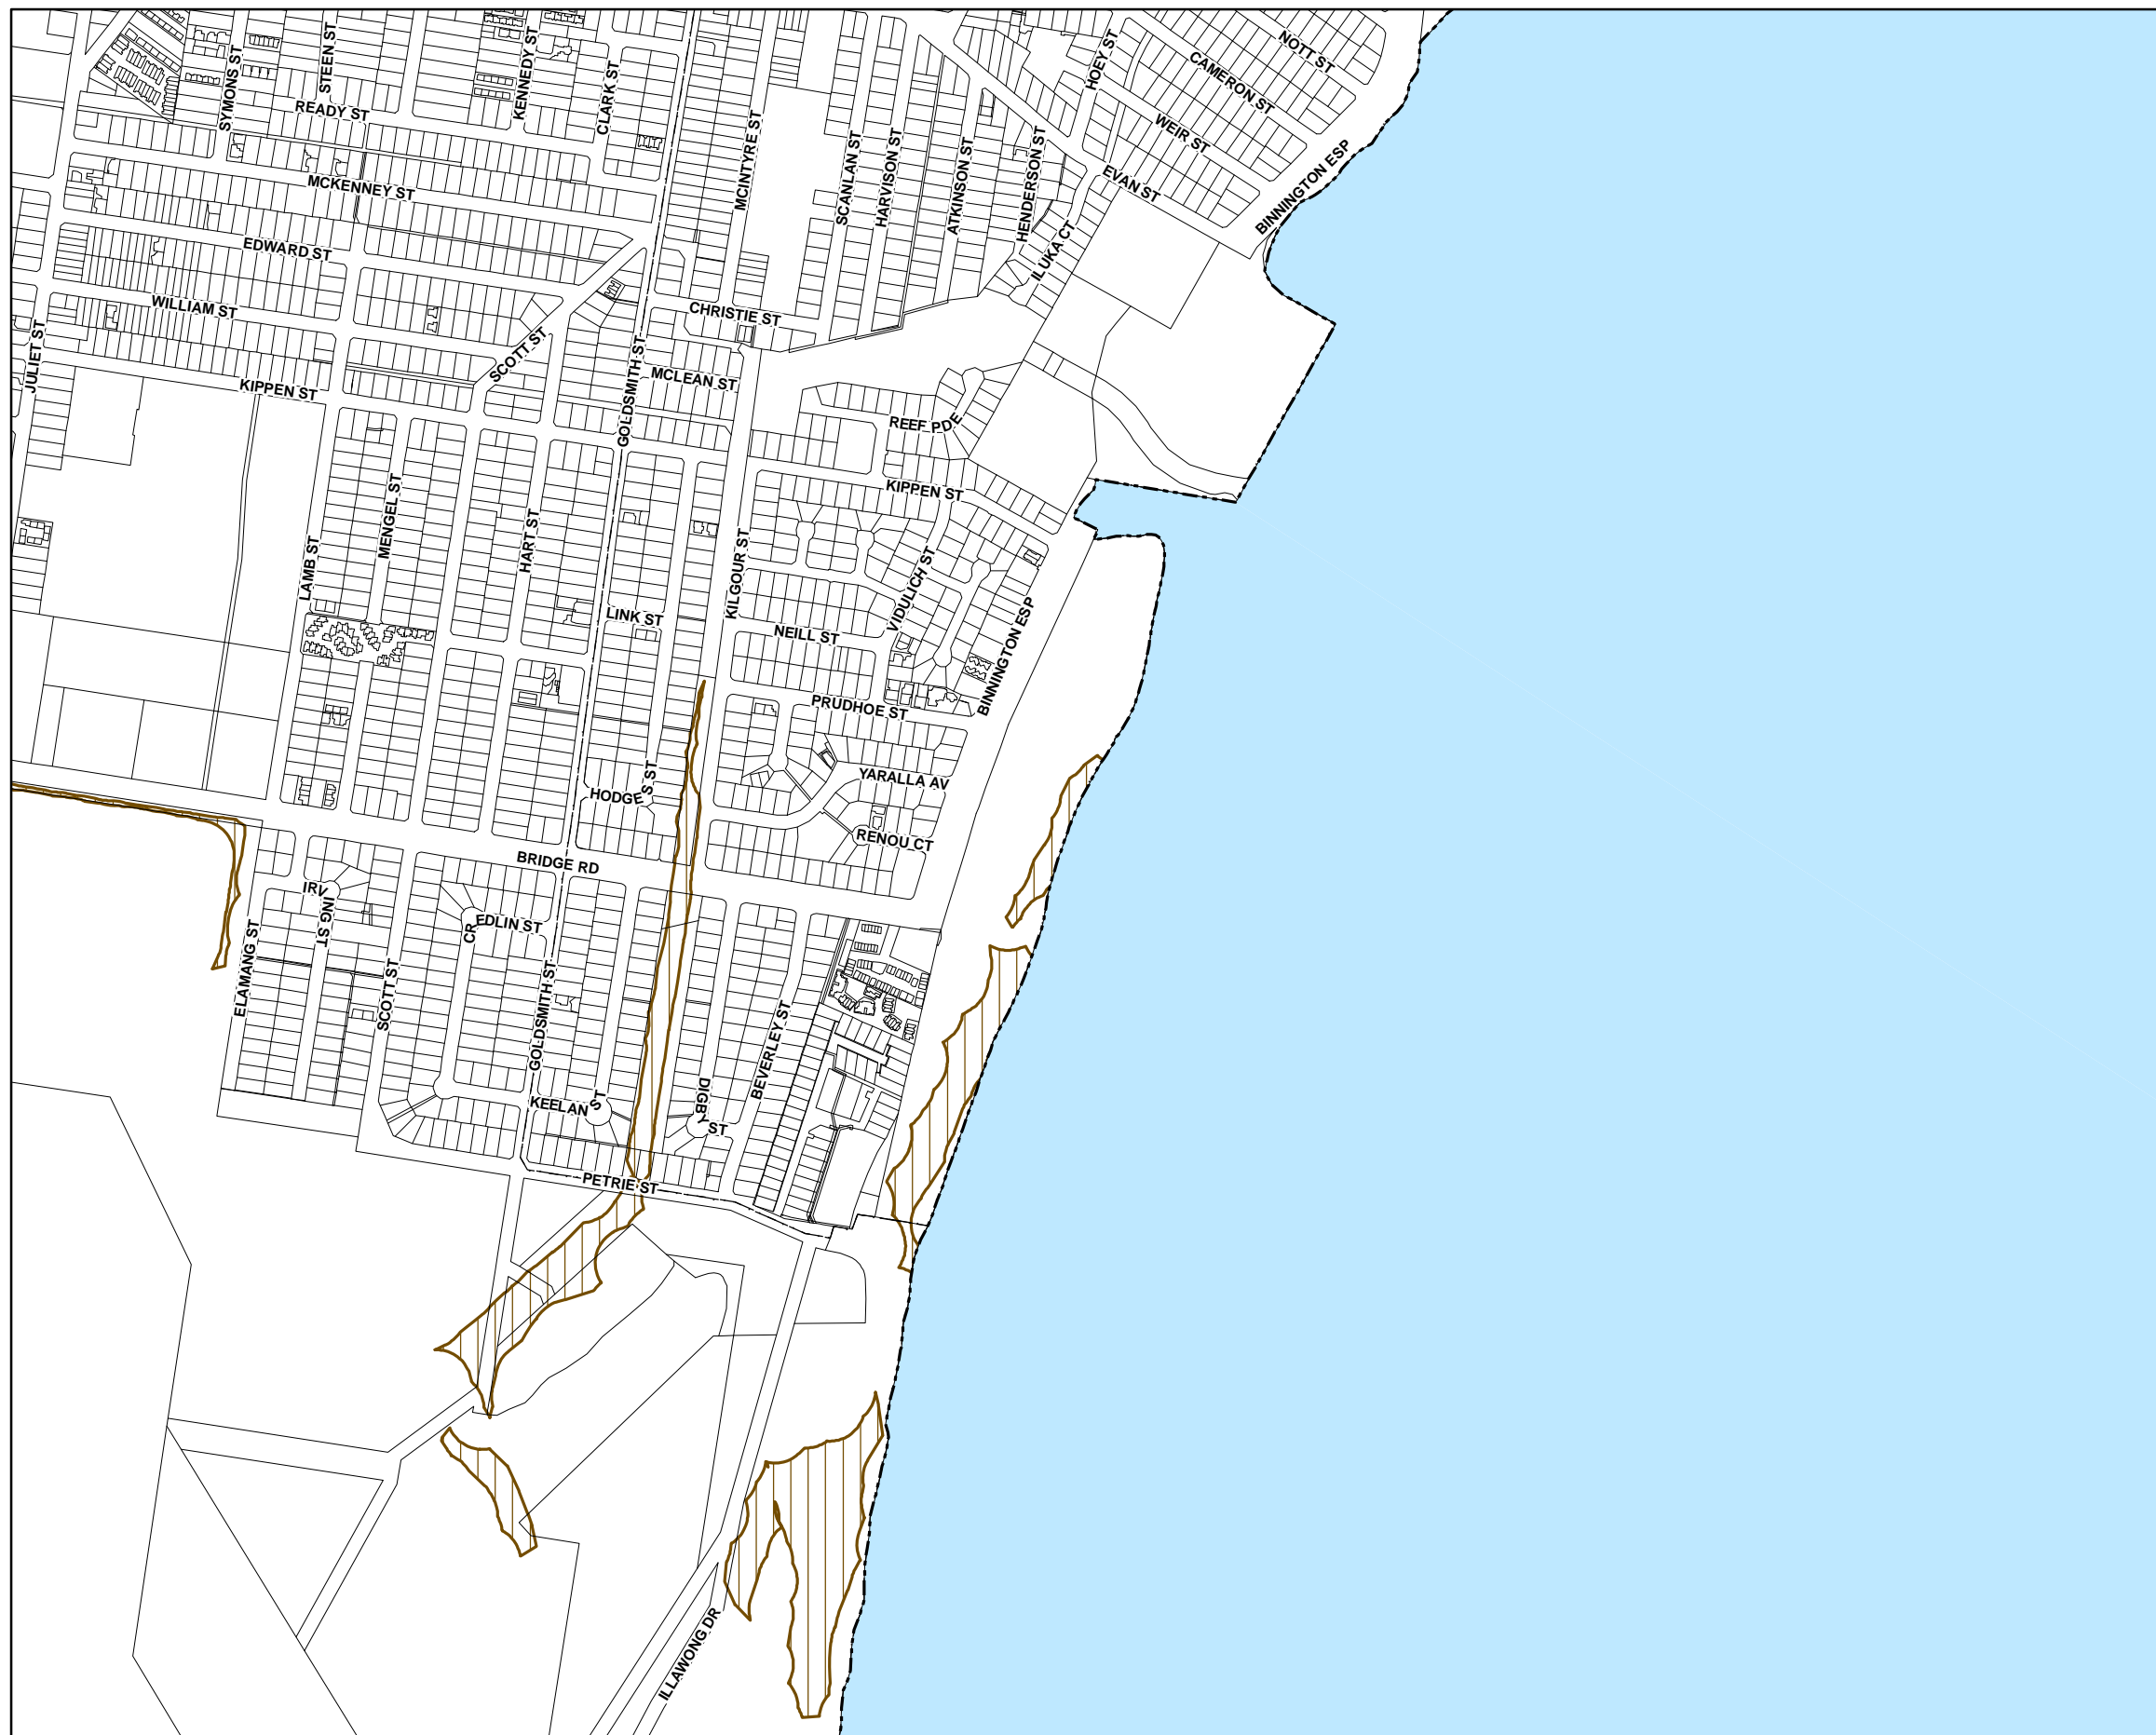 NOTT ST
CAMERON ST
HOEY ST
STEEN ST
SYMONS ST
KENNEDY ST
CLARK ST
READY ST
MCINTYRE ST
SCANLAN ST
HARVISON ST
ATKINSON ST
HENDERSON ST
WEIR ST
EVAN ST
BINNINGTON ESP
ILUKA CT
MCKENNEY ST
EDWARD ST
WILLIAM ST
JULIET ST
KIPPEN ST
SCOTT ST
CHRISTIE ST
GOLDSMITH ST
MCLEAN ST
REEF PDE
KIPPEN ST
MENGEL ST
LAMB ST
HART ST
KILGOUR ST
VIDULICH ST
LINK ST
NEILL ST
BINNINGTON ESP
PRUDHOE ST
YARALLA AV
HODGES ST
RENOU CT
BRIDGE RD
IRVING ST
EDLIN ST
CR
ELAMANG ST
SCOTT ST
GOLDSMITH ST
BEVERLEY ST
KEELAN ST
DIGBY ST
PETRIE ST
ILLAWONG DR